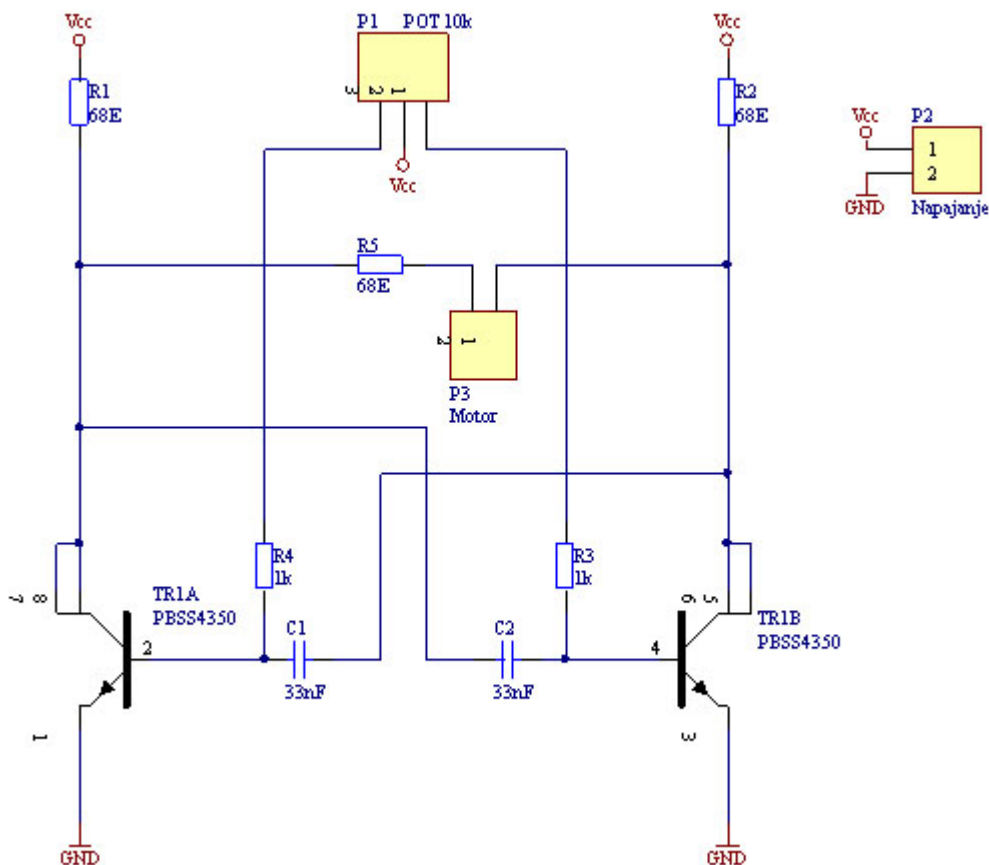 Vcc
P1 POT 10k
Vcc
R1
68E
3 2 1
R2
68E
P2
Vcc
1
2
GND
Napajanje
Vcc
R5
68E
2 1
P3
Motor
R4
1k
R3
1k
7 8
TR1A
PBSS4350
6 5
TR1B
PBSS4350
2
C1
33nF
C2
33nF
4
1
3
GND
GND